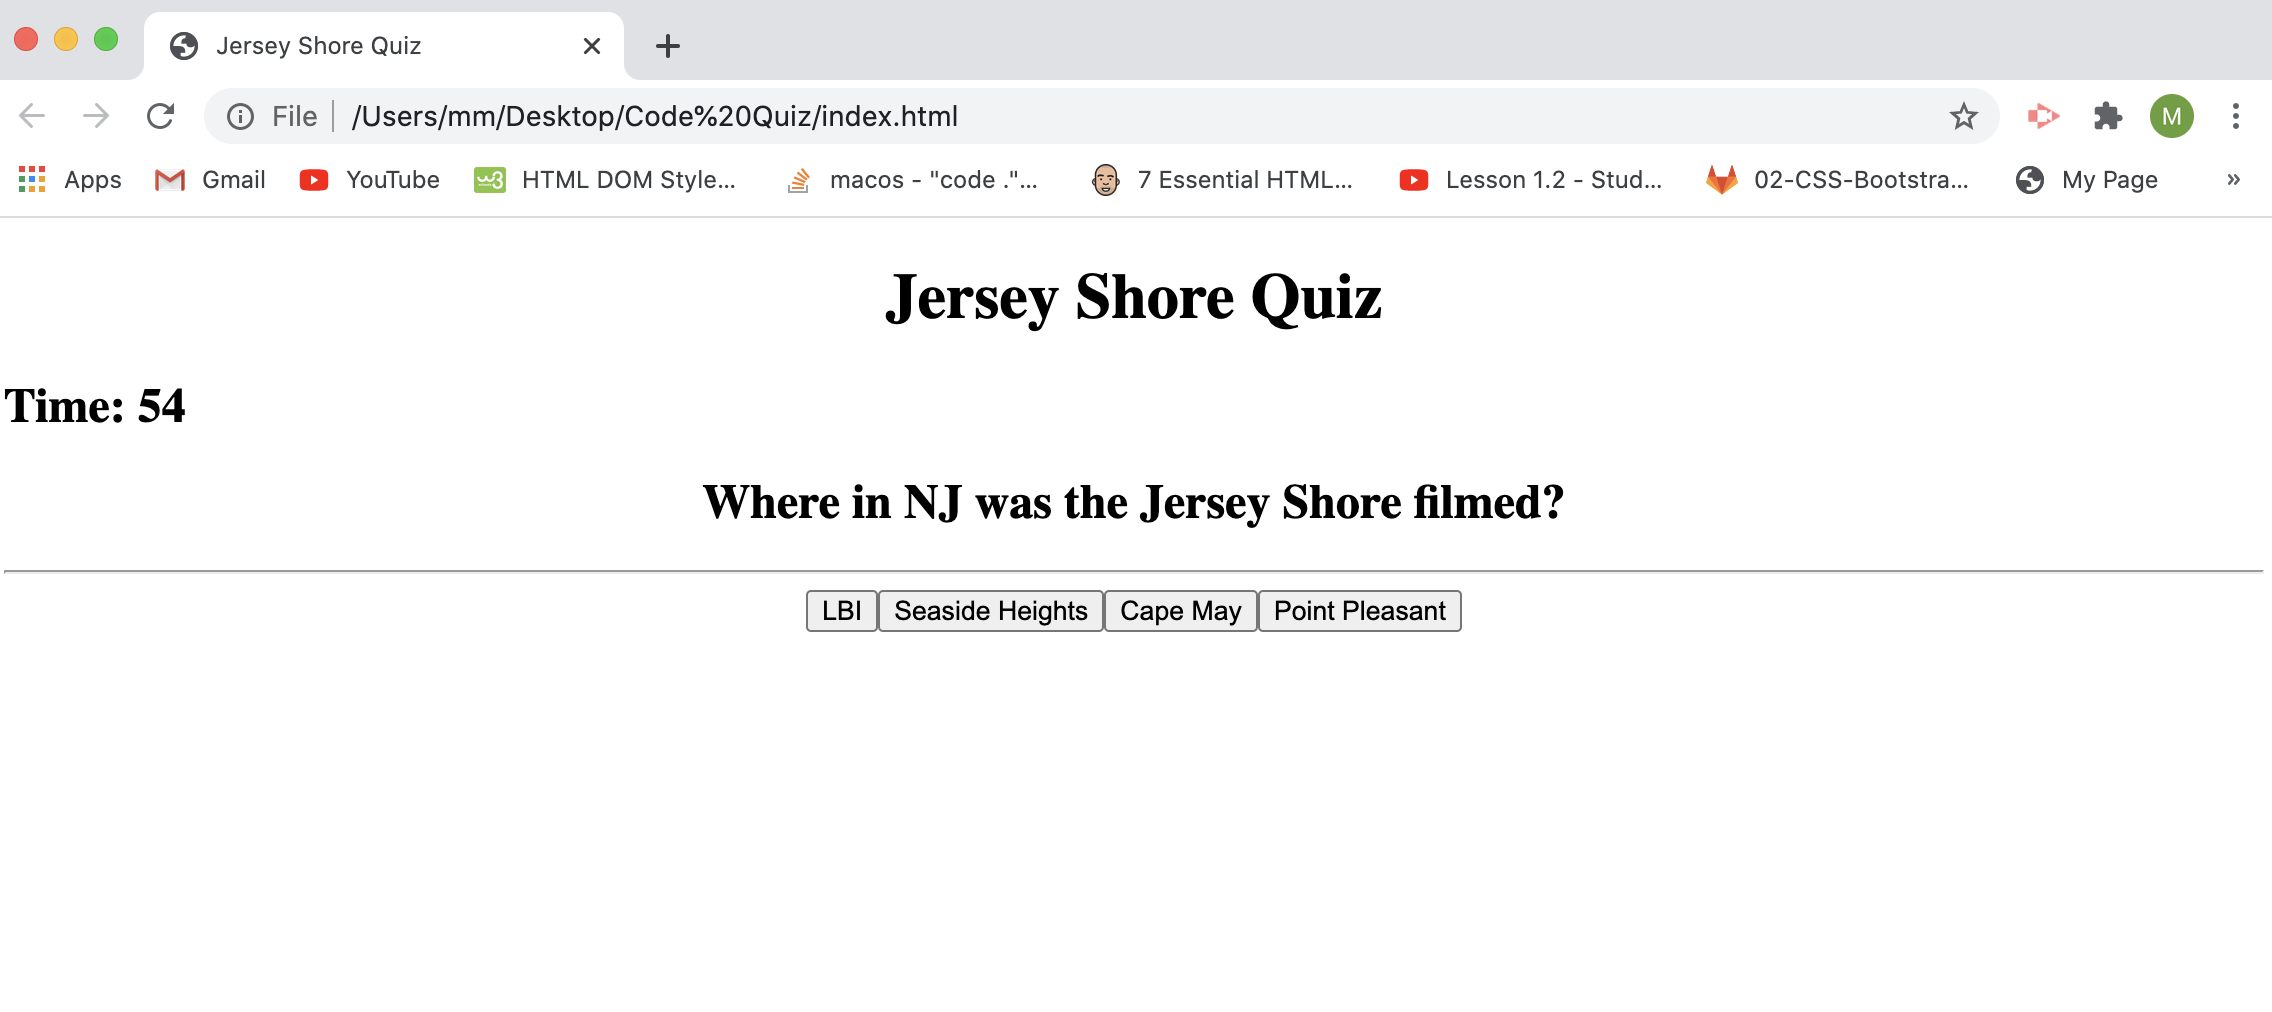 Jersey Shore Quiz
File /Users/mm/Desktop/Code%20Quiz/index.html M
Apps Gmail YouTube w3 HTML DOM Style... macos - "code ."... 7 Essential HTML... Lesson 1.2 - Stud... 02-CSS-Bootstra... My Page »
Jersey Shore Quiz
Time: 54
Where in NJ was the Jersey Shore filmed?
LBI Seaside Heights Cape May Point Pleasant